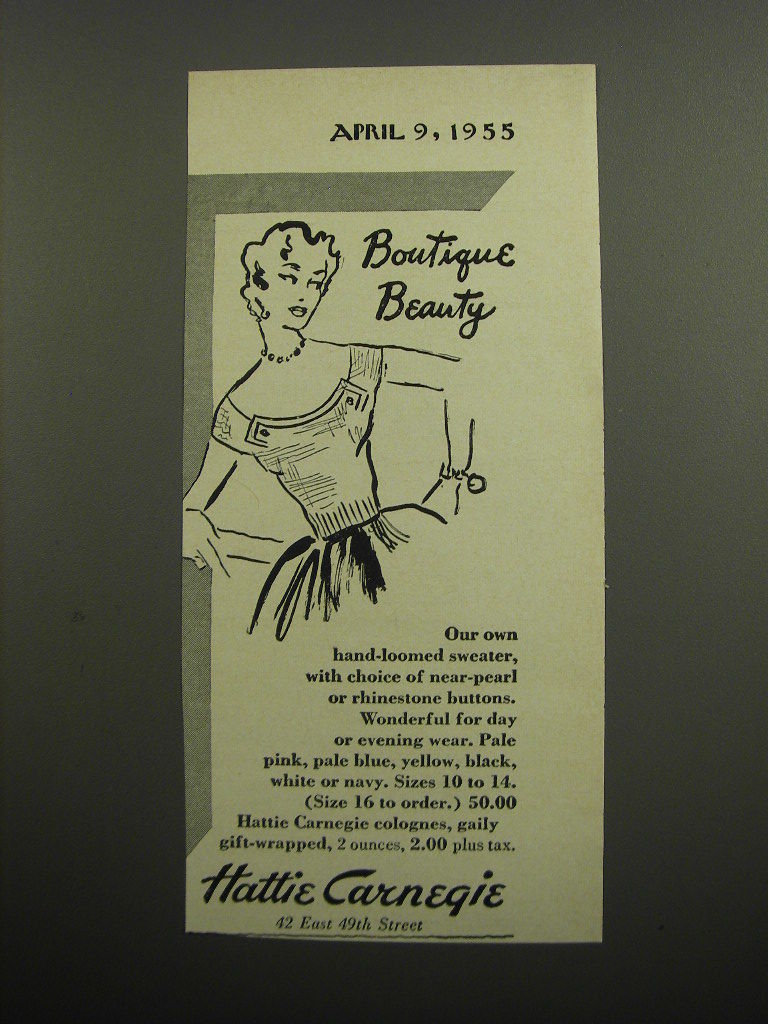 APRIL 9, 1955
Boutique
Beauty
Our own
hand-loomed sweater,
with choice of near-pearl
or rhinestone buttons.
Wonderful for day
or evening wear. Pale
pink, pale blue, yellow, black,
white or navy. Sizes 10 to 14.
(Size 16 to order.) 50.00
Hattie Carnegie colognes, gaily
gift-wrapped, 2 ounces, 2.00 plus tax.
Hattie Carnegie
42 East 49th Street